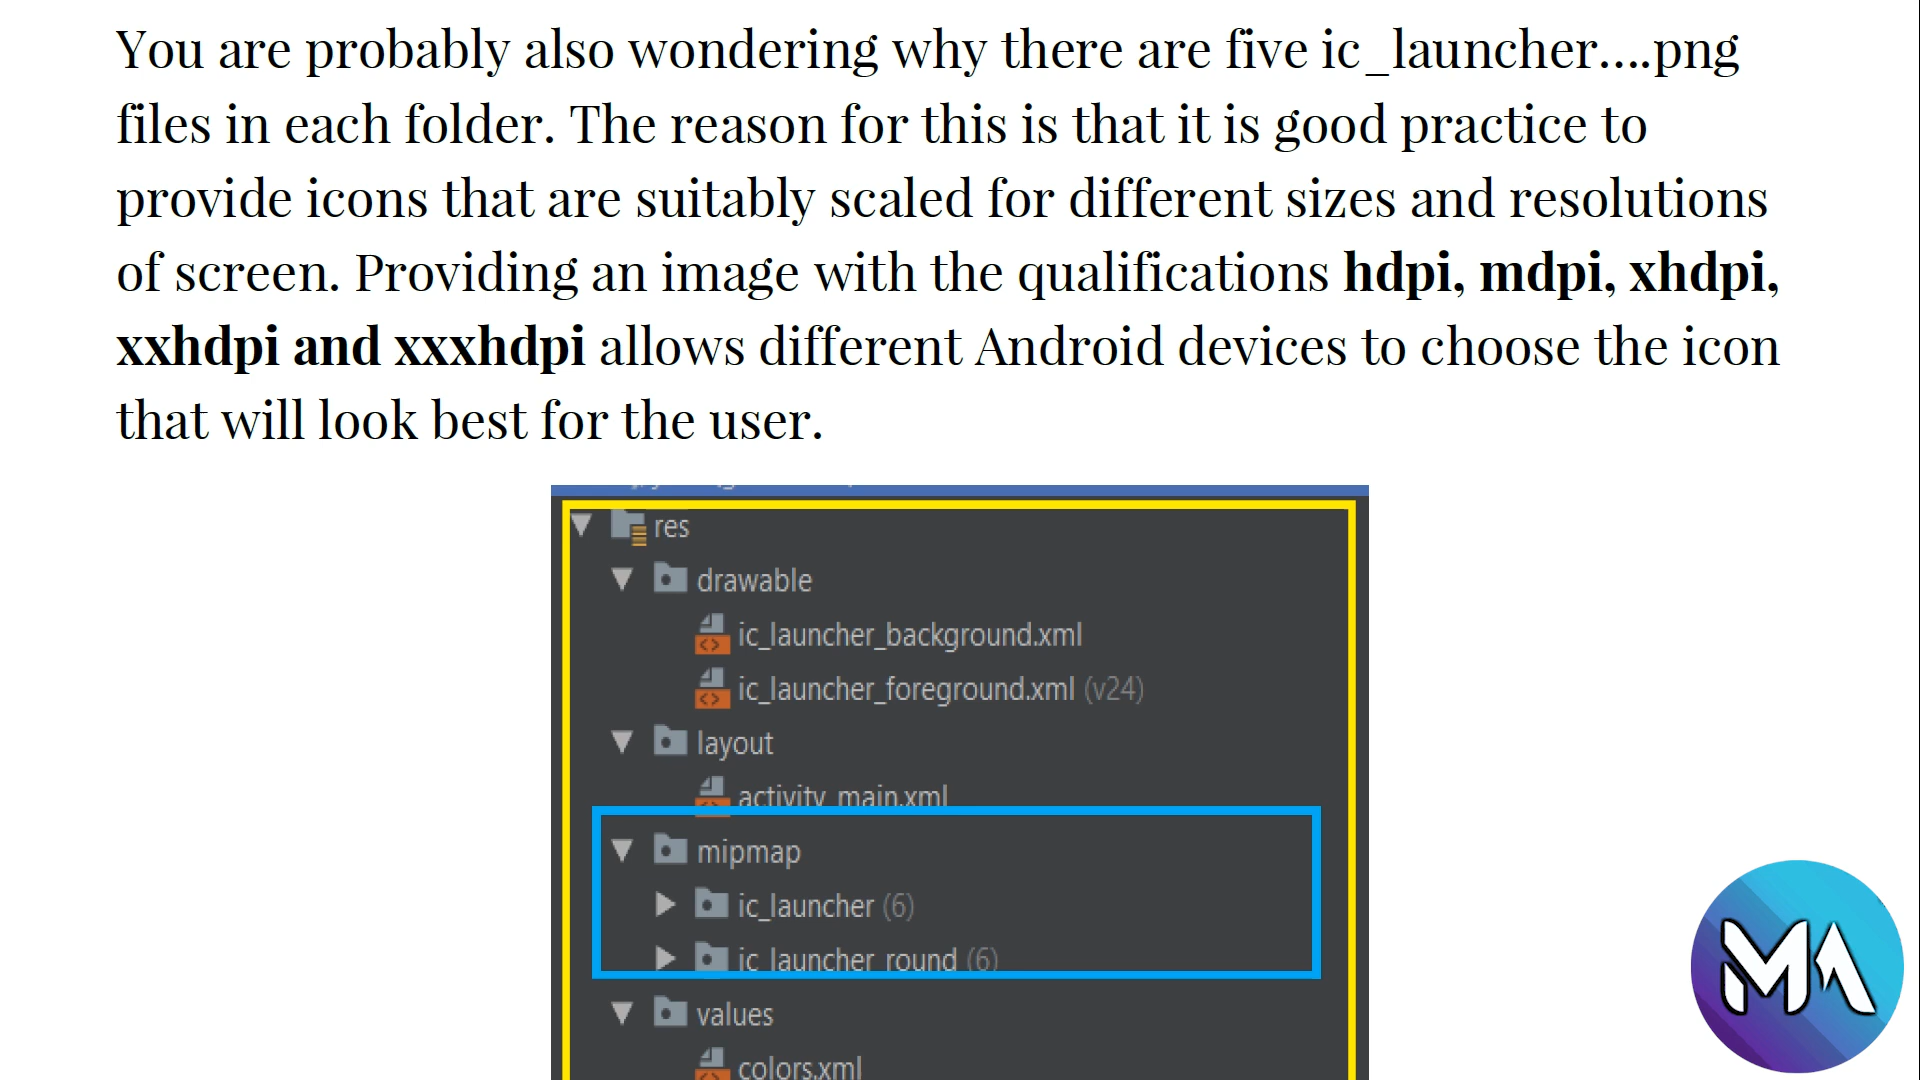 You are probably also wondering why there are five ic_launcher....png
files in each folder. The reason for this is that it is good practice to
provide icons that are suitably scaled for different sizes and resolutions
of screen. Providing an image with the qualifications hdpi, mdpi, xhdpi,
xxhdpi and xxxhdpi allows different Android devices to choose the icon
that will look best for the user.
res
drawable
ic_launcher_background.xml
ic_launcher_foreground.xml (v24)
layout
activity_main.xml
mipmap
ic_launcher (6)
ic_launcher_round (6)
values
colors.xml
MA